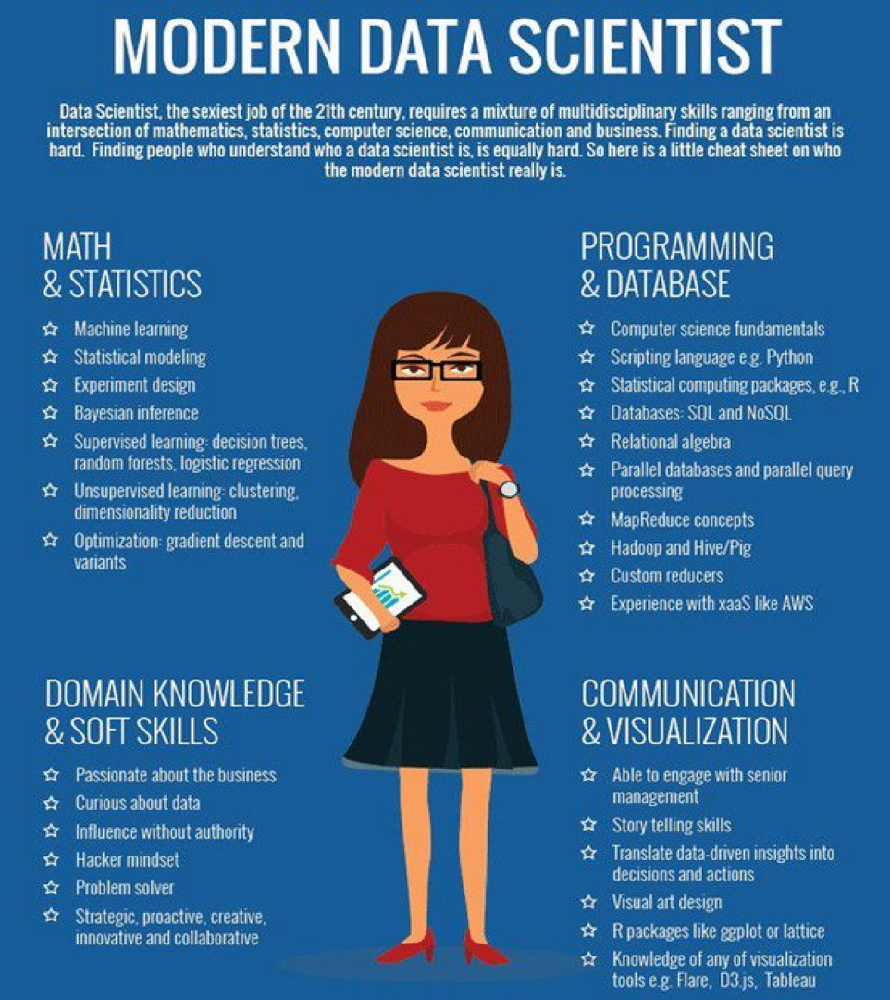 MODERN DATA SCIENTIST
Data Scientist, the sexiest job of the 21th century, requires a mixture of multidisciplinary skills ranging from an
intersection of mathematics, statistics, computer science, communication and business. Finding a data scientist is
hard. Finding people who understand who a data scientist is, is equally hard. So here is a little cheat sheet on who
the modern data scientist really is.
MATH
& STATISTICS
Machine learning
Statistical modeling
Experiment design
Bayesian inference
Supervised learning: decision trees,
random forests, logistic regression
Unsupervised learning: clustering,
dimensionality reduction
Optimization: gradient descent and
variants
PROGRAMMING
& DATABASE
Computer science fundamentals
Scripting language e.g. Python
Statistical computing packages, e.g., R
Databases: SQL and NoSQL
Relational algebra
Parallel databases and parallel query
processing
MapReduce concepts
Hadoop and Hive/Pig
Custom reducers
Experience with xaaS like AWS
DOMAIN KNOWLEDGE
& SOFT SKILLS
Passionate about the business
Curious about data
Influence without authority
Hacker mindset
Problem solver
Strategic, proactive, creative,
innovative and collaborative
COMMUNICATION
& VISUALIZATION
Able to engage with senior
management
Story telling skills
Translate data-driven insights into
decisions and actions
Visual art design
R packages like ggplot or lattice
Knowledge of any of visualization
tools e.g. Flare, D3.js, Tableau